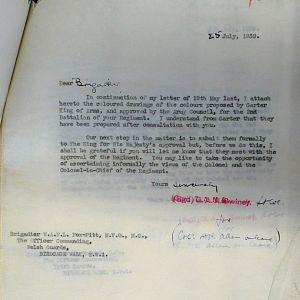 25 July, 1939.
Dear Brigadier
In continuation of my letter of 19th May last, I attach
hereto the coloured drawings of the colours proposed by Garter
King of Arms, and approved by the Army Council, for the 2nd
Battalion of your Regiment. I understand from Garter that they
have been prepared after consultation with you.
Our next step in the matter is to submit them formally
to The King for His Majesty's approval but, before we do this, I
shall be grateful if you will let me know that they meet with the
approval of the Regiment. You may like to take the opportunity
of ascertaining informally the views of the Colonel and the
Colonel-in-Chief of the Regiment.
Yours sincerely
(Sgd)
Brigadier W.A.F.L. Fox-Pitt, M.V.O., M.C.,
The Officer Commanding,
Welsh Guards,
BIRDCAGE WALK, S.W.1.